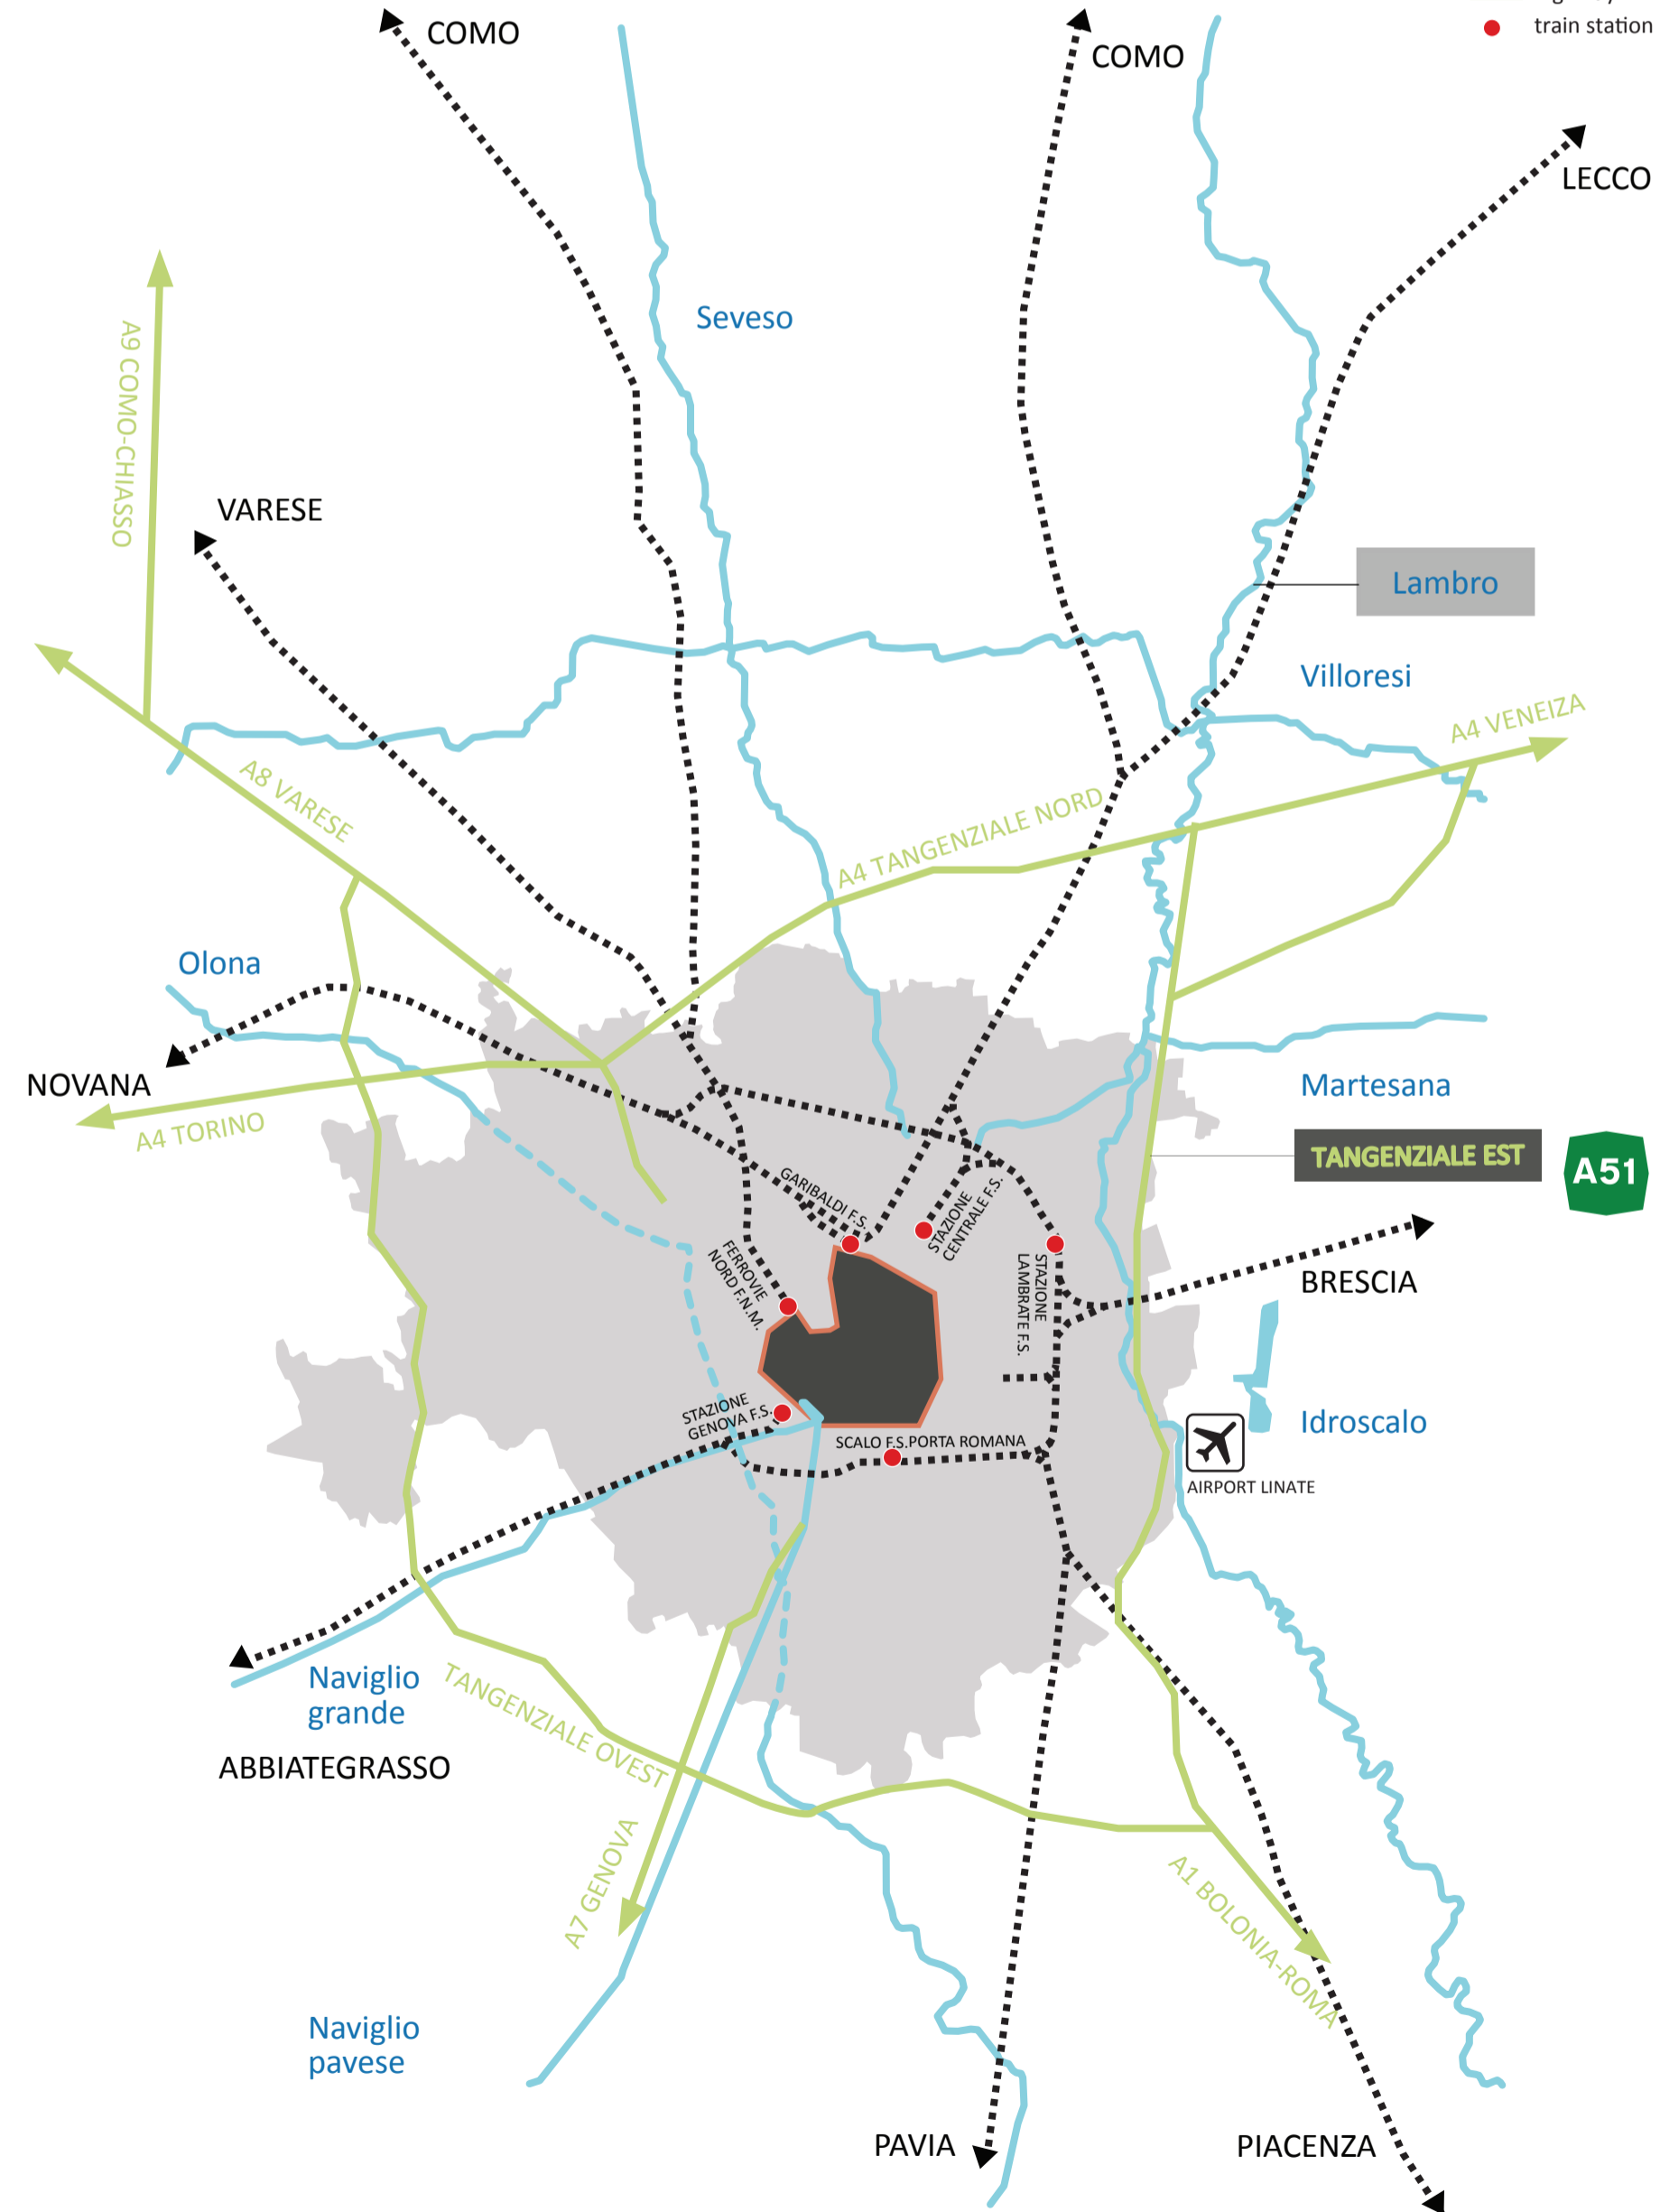 train station
COMO
COMO
LECCO
Seveso
A9 COMO-CHIASSO
VARESE
Lambro
Villoresi
A4 VENEIZA
A8 VARESE
A4 TANGENZIALE NORD
Olona
NOVANA
A4 TORINO
Martesana
TANGENZIALE EST
A51
GARIBALDI F.S.
STAZIONE
CENTRALE F.S.
FERROVIE
NORD F.N.M.
STAZIONE
LAMBRATE F.S.
BRESCIA
STAZIONE
GENOVA F.S.
SCALO F.S.PORTA ROMANA
Idroscalo
AIRPORT LINATE
Naviglio
grande
TANGENZIALE OVEST
ABBIATEGRASSO
A7 GENOVA
A1 BOLONIA-ROMA
Naviglio
pavese
PAVIA
PIACENZA